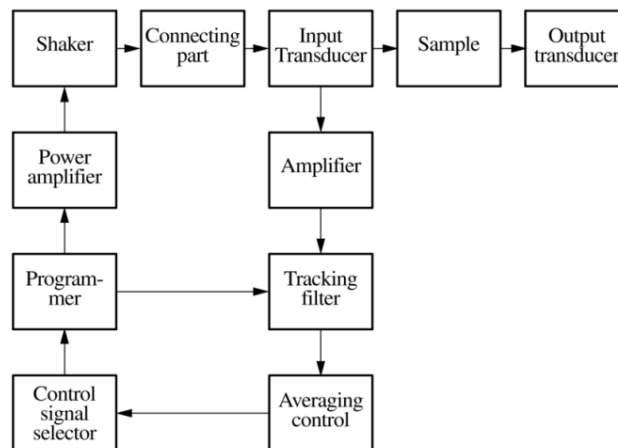 Shaker
Connecting
part
Input
Transducer
Sample
Output
transducer
Power
amplifier
Amplifier
Program-
mer
Tracking
filter
Control
signal
selector
Averaging
control